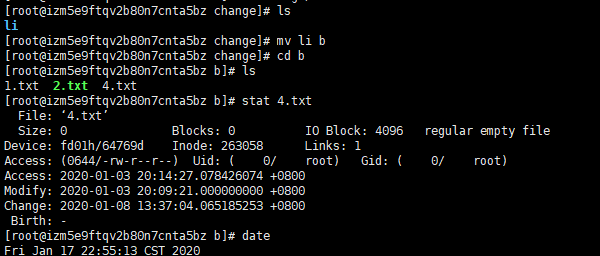 [root@izm5e9ftqv2b80n7cnta5bz change]# ls
li
[root@izm5e9ftqv2b80n7cnta5bz change]# mv li b
[root@izm5e9ftqv2b80n7cnta5bz change]# cd b
[root@izm5e9ftqv2b80n7cnta5bz b]# ls
1.txt  2.txt  4.txt
[root@izm5e9ftqv2b80n7cnta5bz b]# stat 4.txt
  File: ‘4.txt’
  Size: 0               Blocks: 0          IO Block: 4096   regular empty file
Device: fd01h/64769d    Inode: 263058      Links: 1
Access: (0644/-rw-r--r--)  Uid: (    0/    root)   Gid: (    0/    root)
Access: 2020-01-03 20:14:27.078426074 +0800
Modify: 2020-01-03 20:09:21.000000000 +0800
Change: 2020-01-08 13:37:04.065185253 +0800
 Birth: -
[root@izm5e9ftqv2b80n7cnta5bz b]# date
Fri Jan 17 22:55:13 CST 2020